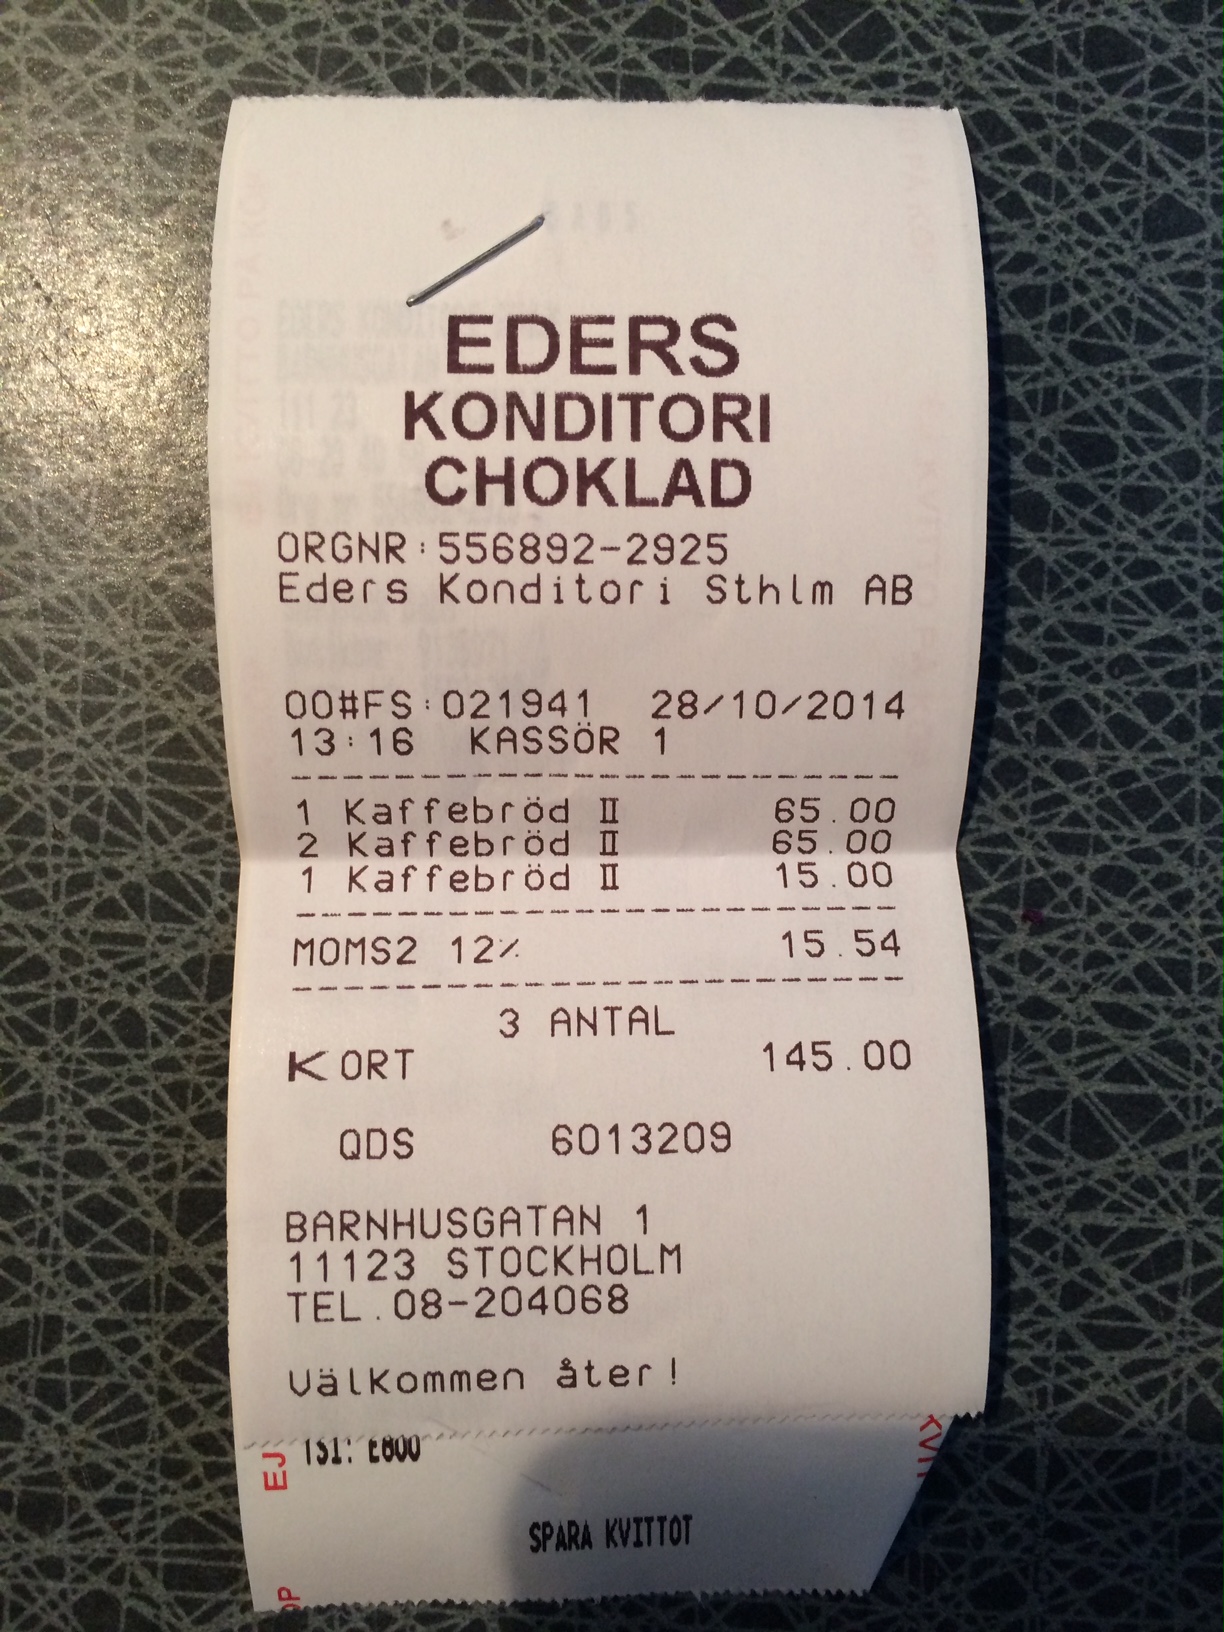 EDERS
KONDITORI
CHOKLAD
ORGNR:556892-2925
Eders Konditori Sthlm AB
00#FS:021941 28/10/2014
13:16 KASSÖR 1
1 Kaffebröd II 65.00
2 Kaffebröd II 65.00
1 Kaffebröd II 15.00
MOMS2 12% 15.54
3 ANTAL
KORT 145.00
QDS 6013209
BARNHUSGATAN 1
11123 STOCKHOLM
TEL.08-204068
Välkommen åter!
EJ
SPARA KVITTOT